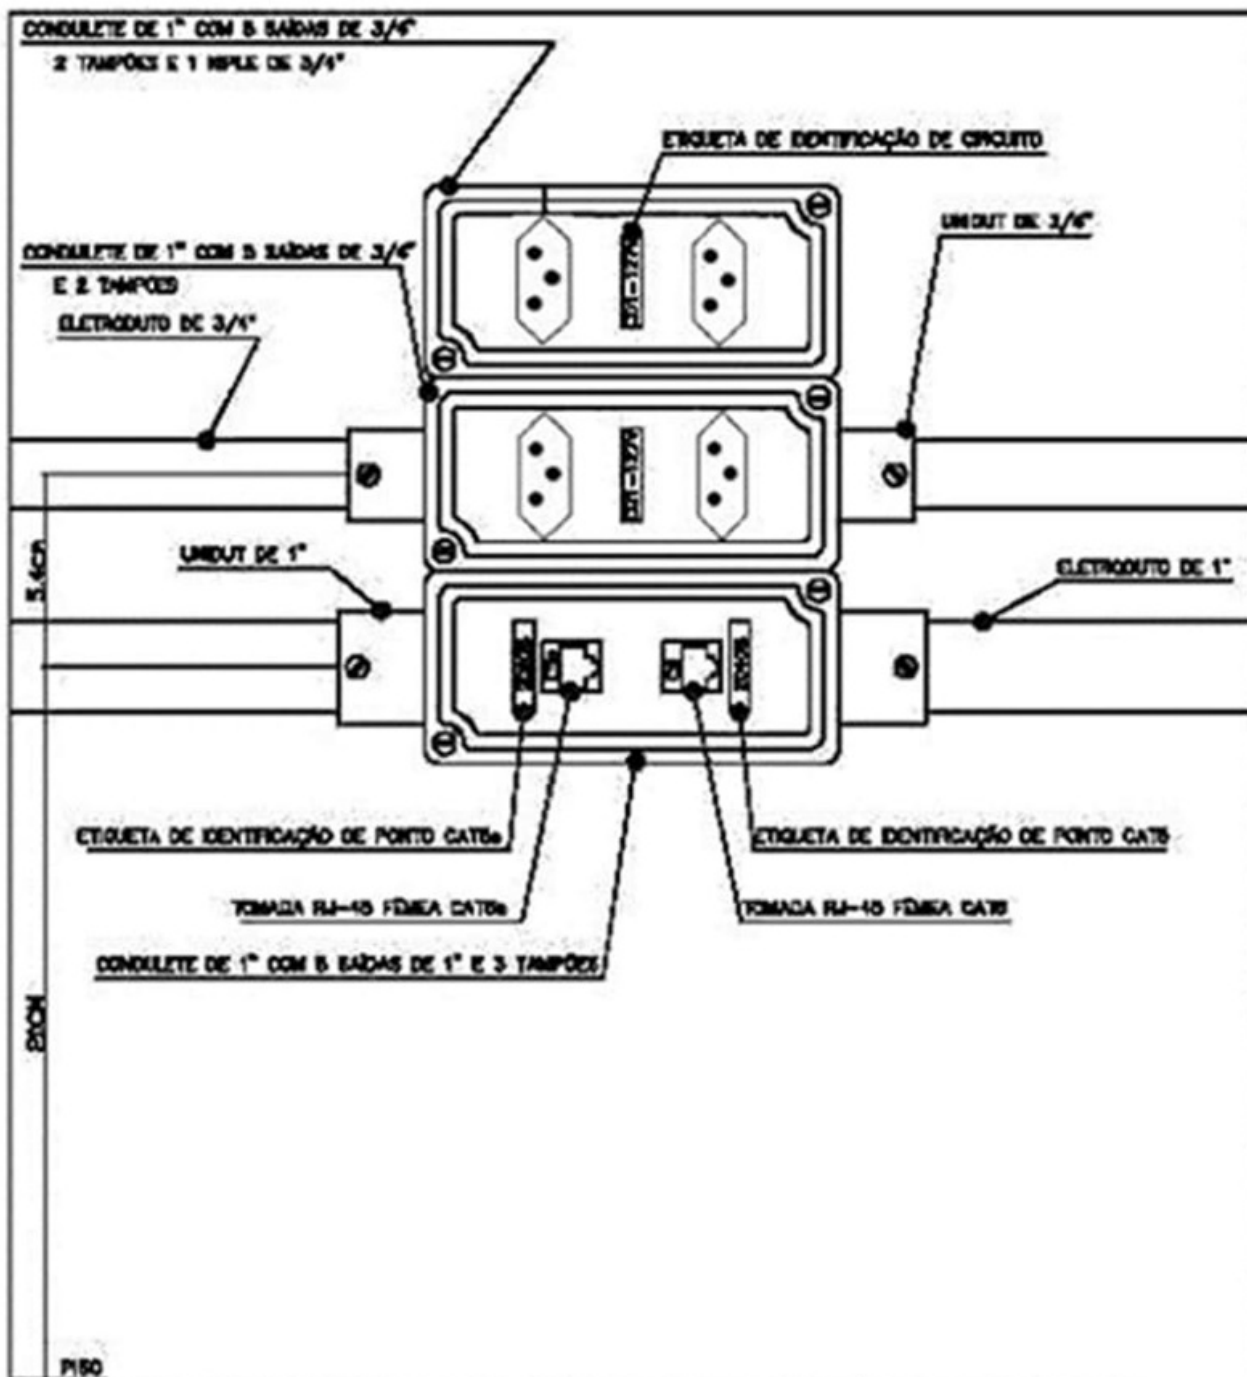 CONDULETE DE 1" COM 5 SAÍDAS DE 3/4"
2 TAMPÕES E 1 NIPLE DE 3/4"
ETIQUETA DE IDENTIFICAÇÃO DE CIRCUITO
UNIDUT DE 3/4"
CONDULETE DE 1" COM 5 SAÍDAS DE 3/4"
E 2 TAMPÕES
ELETRODUTO DE 3/4"
5.4cm
UNIDUT DE 1"
ELETRODUTO DE 1"
ETIQUETA DE IDENTIFICAÇÃO DE PONTO CAT5e
ETIQUETA DE IDENTIFICAÇÃO DE PONTO CAT6
TOMADA RJ-45 FÊMEA CAT5e
TOMADA RJ-45 FÊMEA CAT6
CONDULETE DE 1" COM 5 SAÍDAS DE 1" E 3 TAMPÕES
PISO